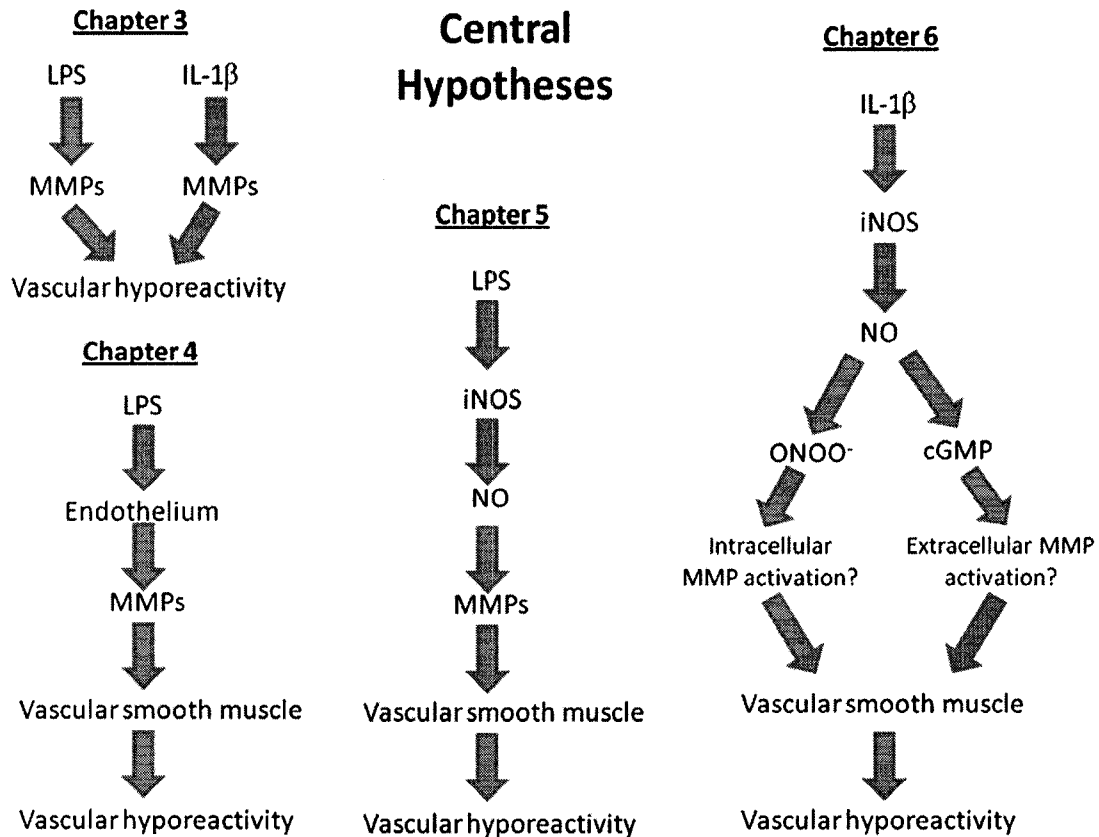 Central
Hypotheses
Chapter 3
LPS IL-1β
MMPs MMPs
Vascular hyporeactivity
Chapter 4
LPS
Endothelium
MMPs
Vascular smooth muscle
Vascular hyporeactivity
Chapter 5
LPS
iNOS
NO
MMPs
Vascular smooth muscle
Vascular hyporeactivity
Chapter 6
IL-1β
iNOS
NO
ONOO⁻ cGMP
Intracellular Extracellular MMP
MMP activation? activation?
Vascular smooth muscle
Vascular hyporeactivity